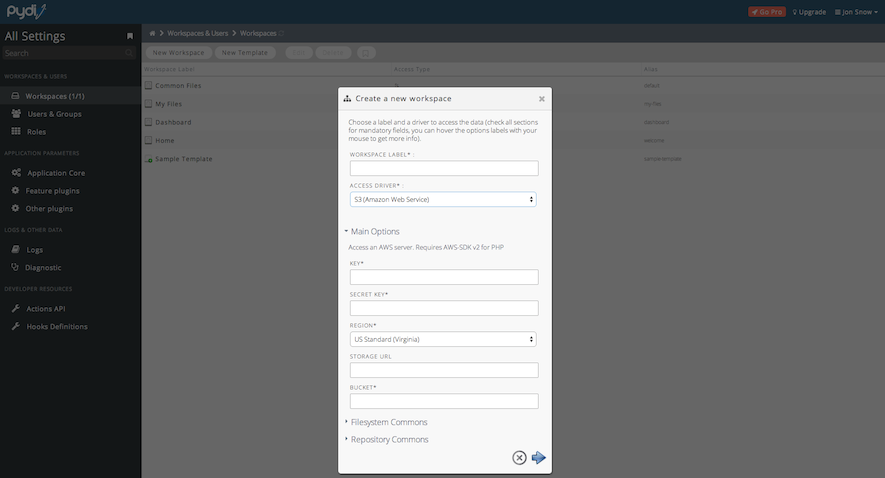 pydio
Go Pro
Upgrade
Jon Snow
All Settings
Search
WORKSPACES & USERS
Workspaces (1/1)
Users & Groups
Roles
APPLICATION PARAMETERS
Application Core
Feature plugins
Other plugins
LOGS & OTHER DATA
Logs
Diagnostic
DEVELOPER RESOURCES
Actions API
Hooks Definitions
Workspaces & Users
Workspaces
New Workspace
New Template
Workspace Label
Access Type
Alias
Common Files
default
My Files
my-files
Dashboard
dashboard
Home
welcome
Sample Template
Create a new workspace
Choose a label and a driver to access the data (check all sections
for mandatory fields, you can hover the options labels with your
mouse to get more info).
WORKSPACE LABEL* :
ACCESS DRIVER* :
S3 (Amazon Web Service)
Main Options
Access an AWS server. Requires AWS-SDK v2 for PHP
KEY*
SECRET KEY*
REGION*
US Standard (Virginia)
STORAGE URL
BUCKET*
Filesystem Commons
Repository Commons